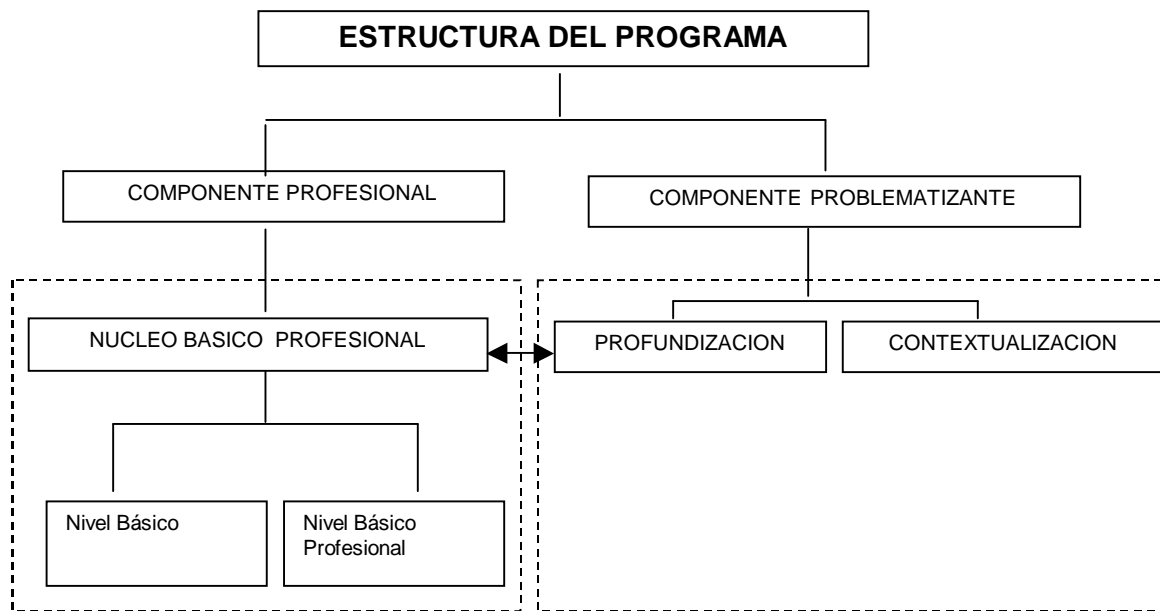 ESTRUCTURA DEL PROGRAMA
COMPONENTE PROFESIONAL
COMPONENTE PROBLEMATIZANTE
NUCLEO BASICO PROFESIONAL
PROFUNDIZACION
CONTEXTUALIZACION
Nivel Básico
Nivel Básico
Profesional